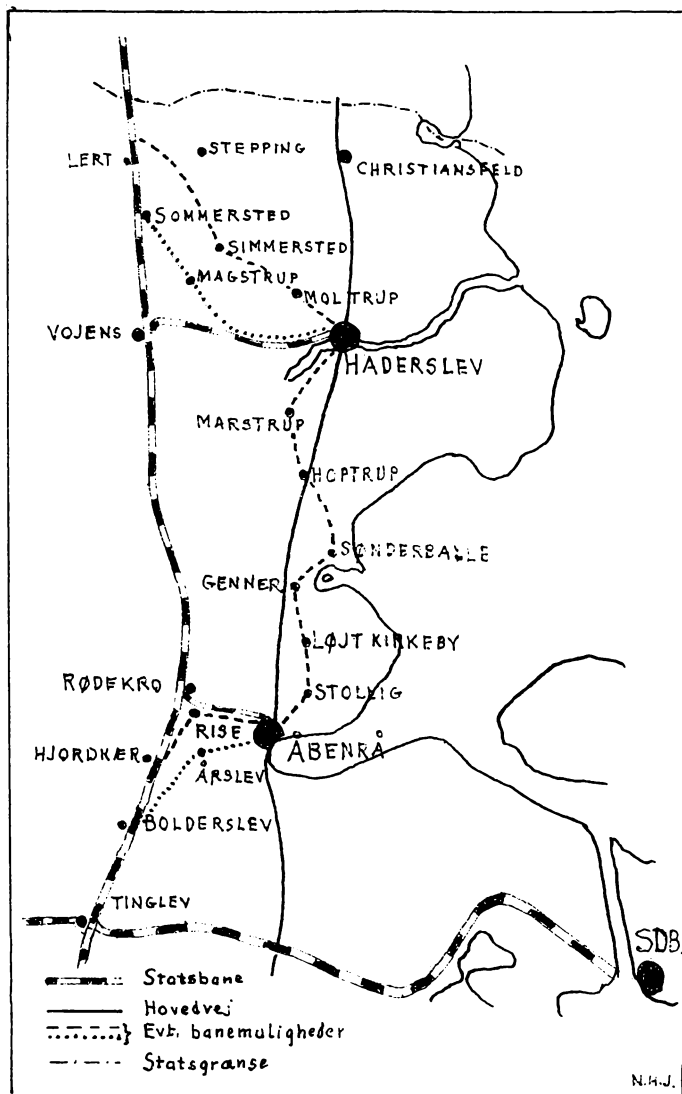 STEPPING
LERT
CHRISTIANSFELD
SOMMERSTED
SIMMERSTED
MAGSTRUP
MOLTRUP
VOJENS
HADERSLEV
MARSTRUP
HOPTRUP
SØNDERBALLE
GENNER
LØJT KIRKEBY
RØDEKRO
STOLLIG
RISE
ÅBENRÅ
HJORDKÆR
ÅRSLEV
BOLDERSLEV
TINGLEV
SDB.
Statsbane
Hovedvej
} Evt. banemuligheder
Statsgrænse
N.H.J.